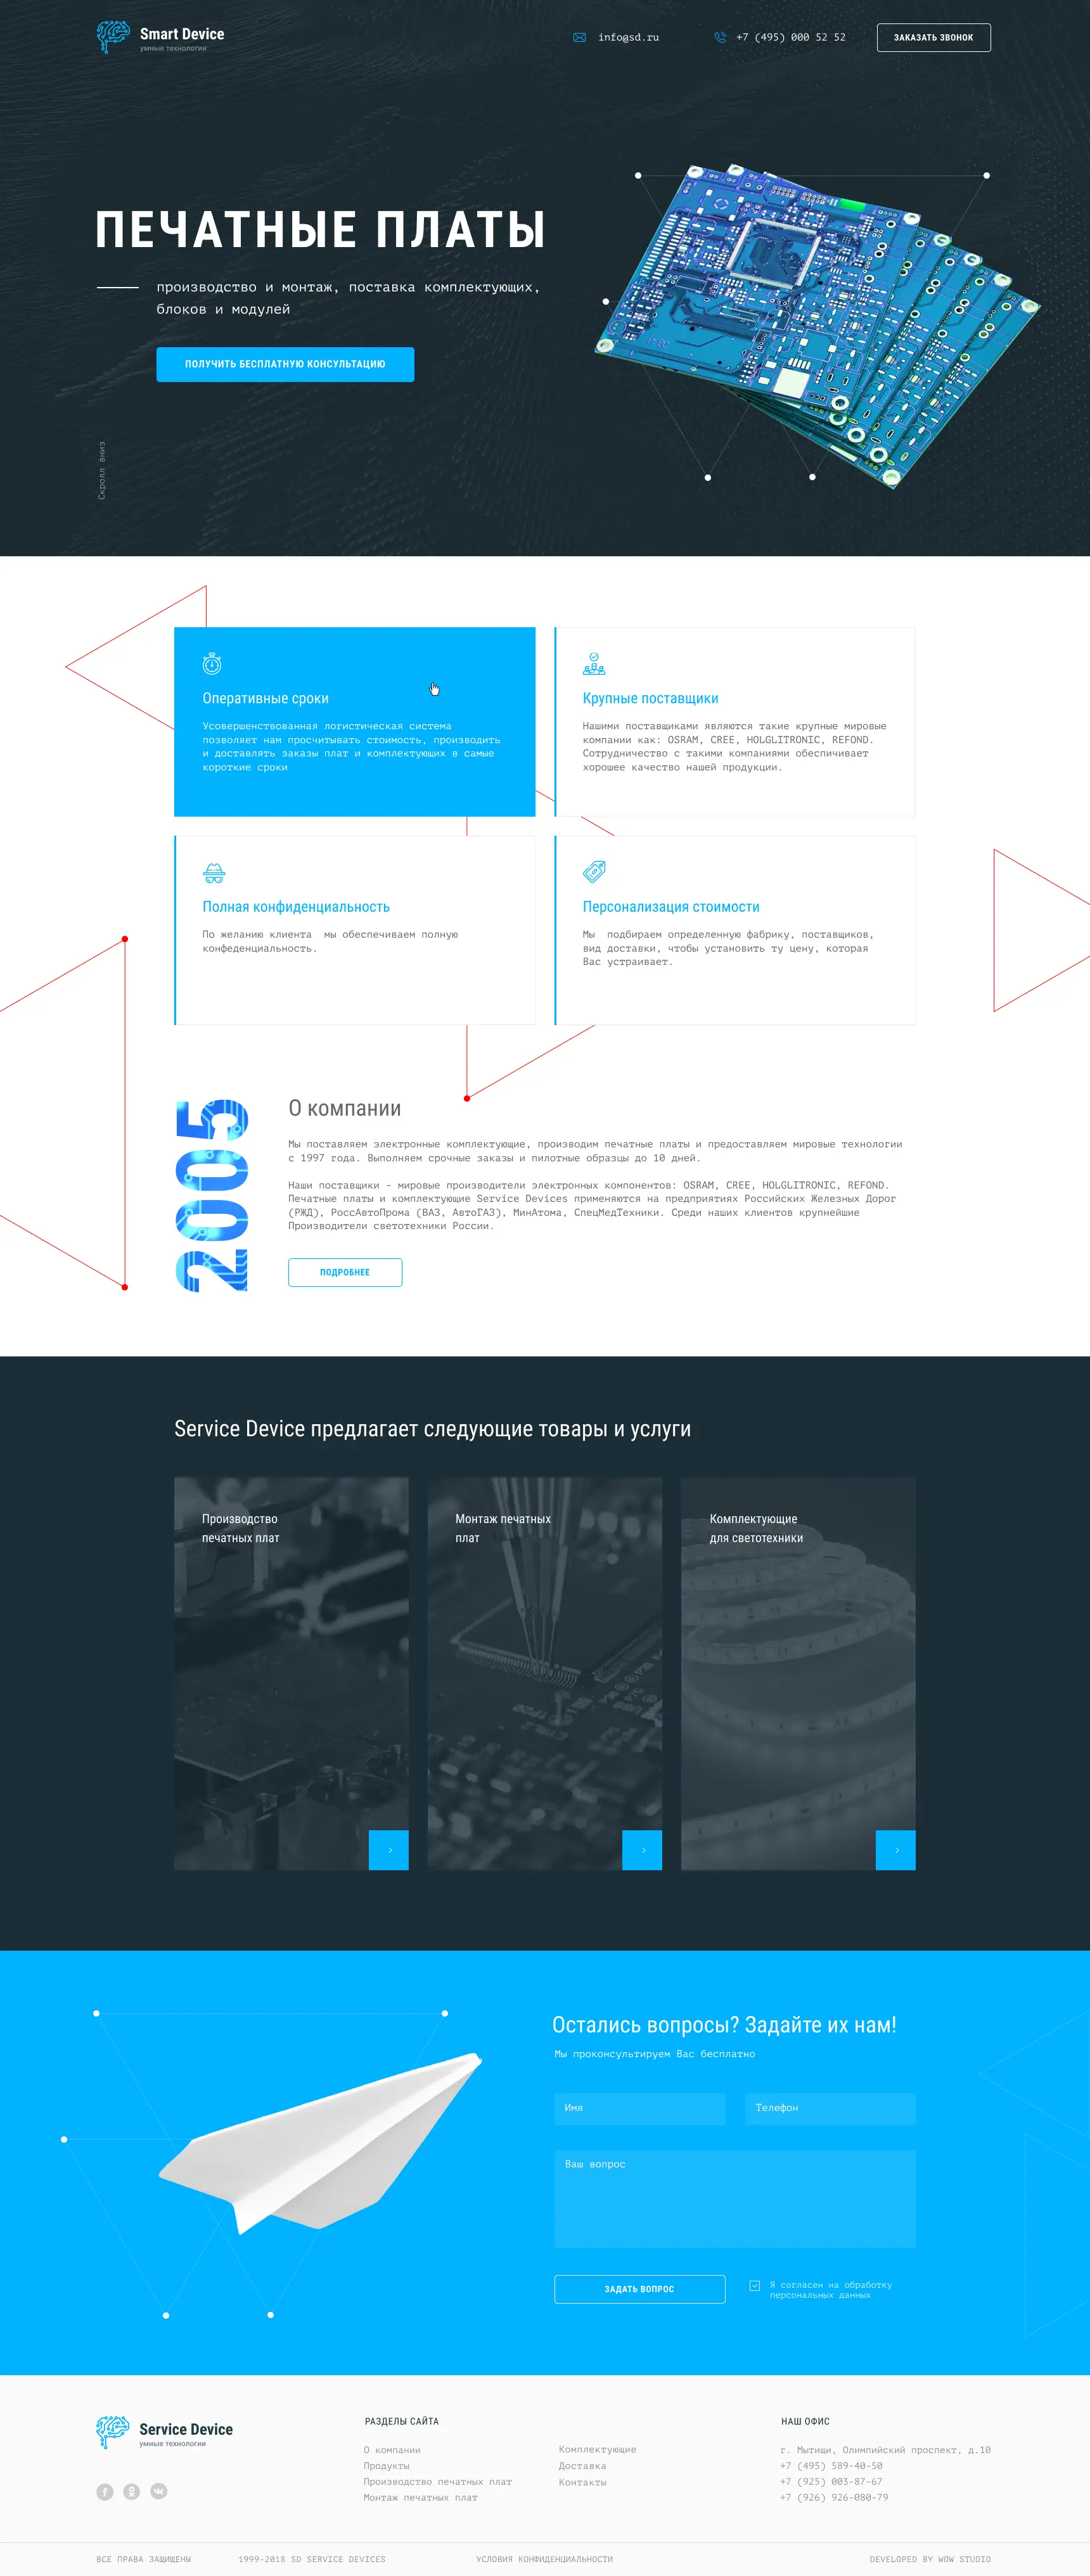 Smart Device
умные технологии
info@sd.ru
+7 (495) 000 52 52
ЗАКАЗАТЬ ЗВОНОК
ПЕЧАТНЫЕ ПЛАТЫ
производство и монтаж, поставка комплектующих,
блоков и модулей
ПОЛУЧИТЬ БЕСПЛАТНУЮ КОНСУЛЬТАЦИЮ
Скролл вниз
Оперативные сроки
Усовершенствованная логистическая система
позволяет нам просчитывать стоимость, производить
и доставлять заказы плат и комплектующих в самые
короткие сроки
Крупные поставщики
Нашими поставщиками являются такие крупные мировые
компании как: OSRAM, CREE, HOLGLITRONIC, REFOND.
Сотрудничество с такими компаниями обеспичивает
хорошее качество нашей продукции.
Полная конфиденциальность
По желанию клиента  мы обеспечиваем полную
конфеденциальность.
Персонализация стоимости
Мы  подбираем определенную фабрику, поставщиков,
вид доставки, чтобы установить ту цену, которая
Вас устраивает.
2005
О компании
Мы поставляем электронные комплектующие, производим печатные платы и предоставляем мировые технологии
с 1997 года. Выполняем срочные заказы и пилотные образцы до 10 дней.
Наши поставщики - мировые производители электронных компонентов: OSRAM, CREE, HOLGLITRONIC, REFOND.
Печатные платы и комплектующие Service Devices применяются на предприятиях Российских Железных Дорог
(РЖД), РоссАвтоПрома (ВАЗ, АвтоГАЗ), МинАтома, СпецМедТехники. Среди наших клиентов крупнейшие
Производители светотехники России.
ПОДРОБНЕЕ
Service Device предлагает следующие товары и услуги
Производство
печатных плат
Монтаж печатных
плат
Комплектующие
для светотехники
Остались вопросы? Задайте их нам!
Мы проконсультируем Вас бесплатно
Имя
Телефон
Ваш вопрос
ЗАДАТЬ ВОПРОС
Я согласен на обработку
персональных данных
Service Device
умные технологии
РАЗДЕЛЫ САЙТА
О компании
Продукты
Производство печатных плат
Монтаж печатных плат
Комплектующие
Доставка
Контакты
НАШ ОФИС
г. Мытищи, Олимпийский проспект, д.10
+7 (495) 589-40-50
+7 (925) 003-87-67
+7 (926) 926-080-79
ВСЕ ПРАВА ЗАЩИЩЕНЫ
1999-2018 SD SERVICE DEVICES
УСЛОВИЯ КОНФИДЕНЦИАЛЬНОСТИ
DEVELOPED BY WOW STUDIO